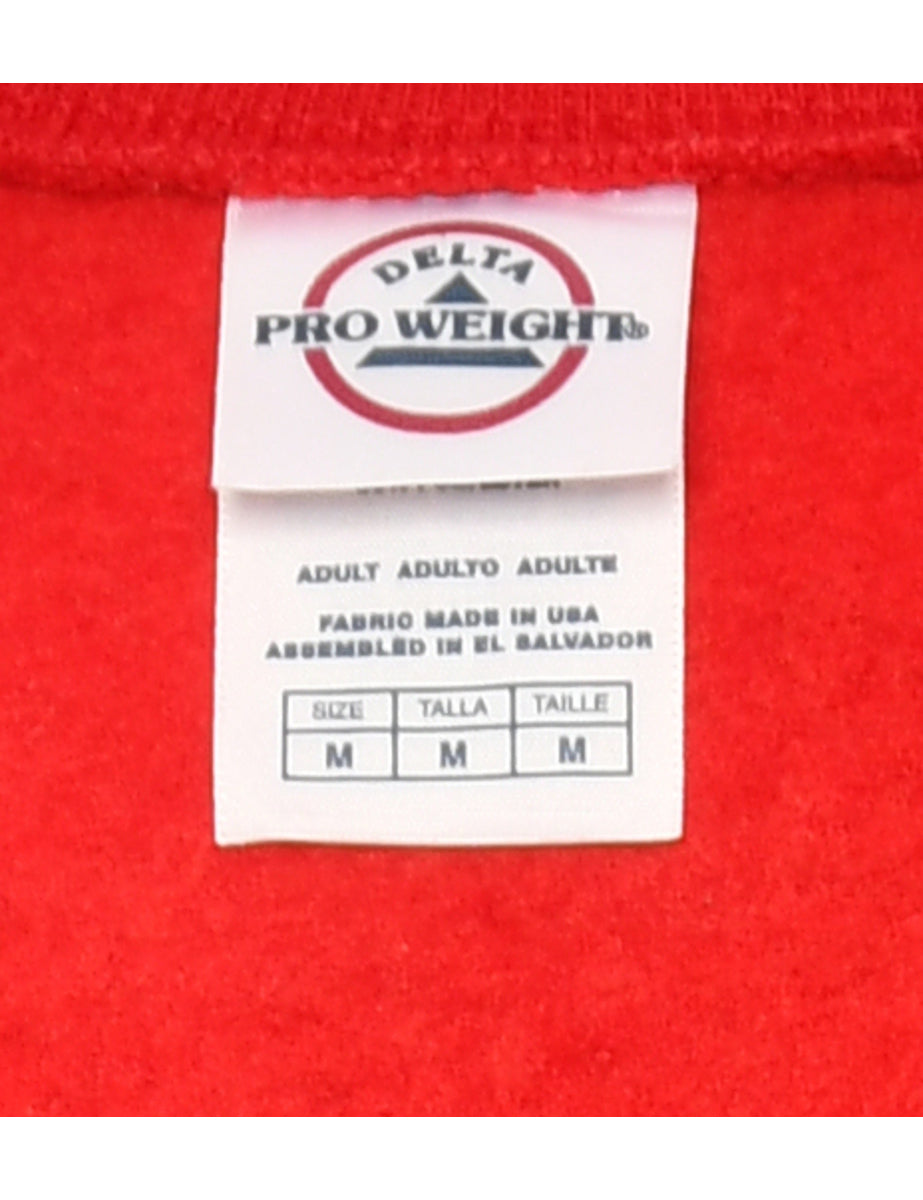 DELTA
PRO WEIGHT®
ADULT ADULTO ADULTE
FABRIC MADE IN USA
ASSEMBLED IN EL SALVADOR
SIZE TALLA TAILLE
M M M